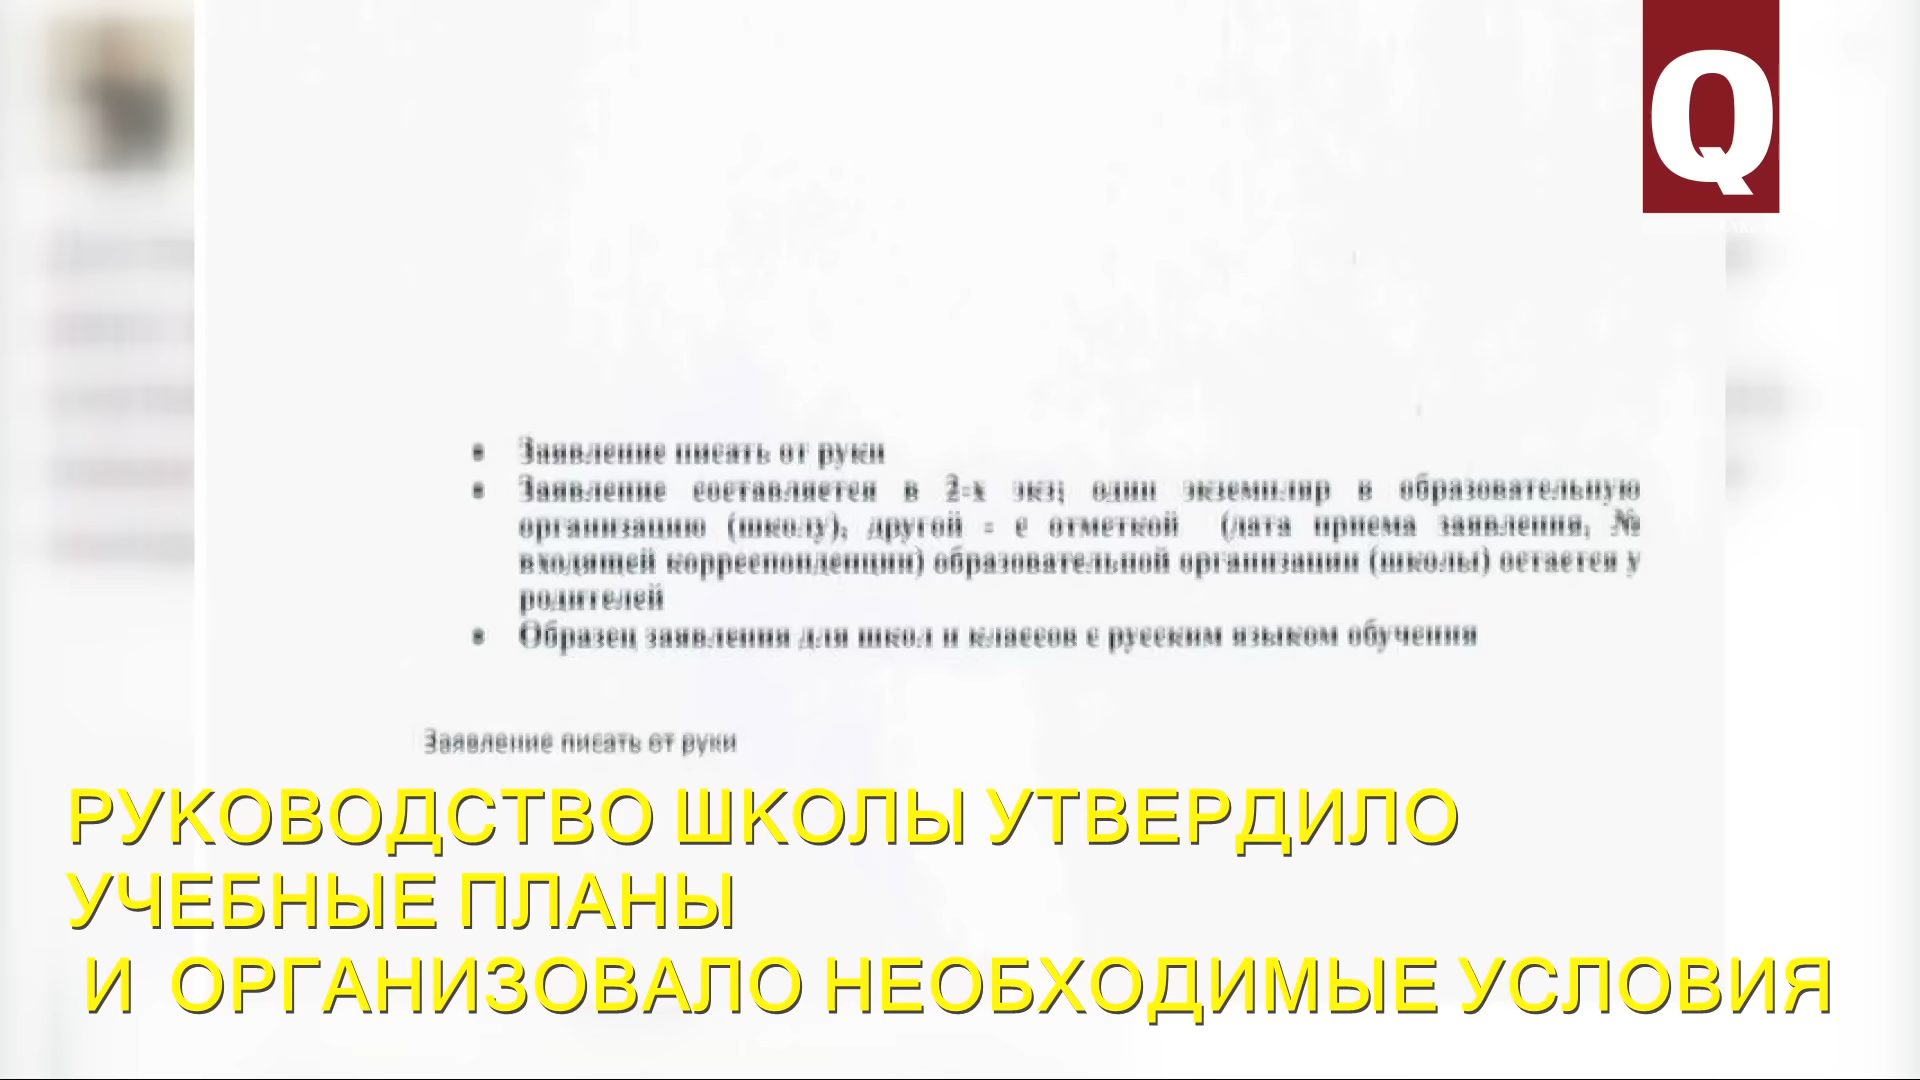 Q
• Заявление писать от руки
• Заявление составляется в 2-х экз; один экземпляр в образовательную
организацию (школу), другой - с отметкой (дата приема заявления, №
входящей корреспонденции) образовательной организации (школы) остается у
родителей
• Образец заявления для школ и классов с русским языком обучения
Заявление писать от руки
РУКОВОДСТВО ШКОЛЫ УТВЕРДИЛО
УЧЕБНЫЕ ПЛАНЫ
И ОРГАНИЗОВАЛО НЕОБХОДИМЫЕ УСЛОВИЯ